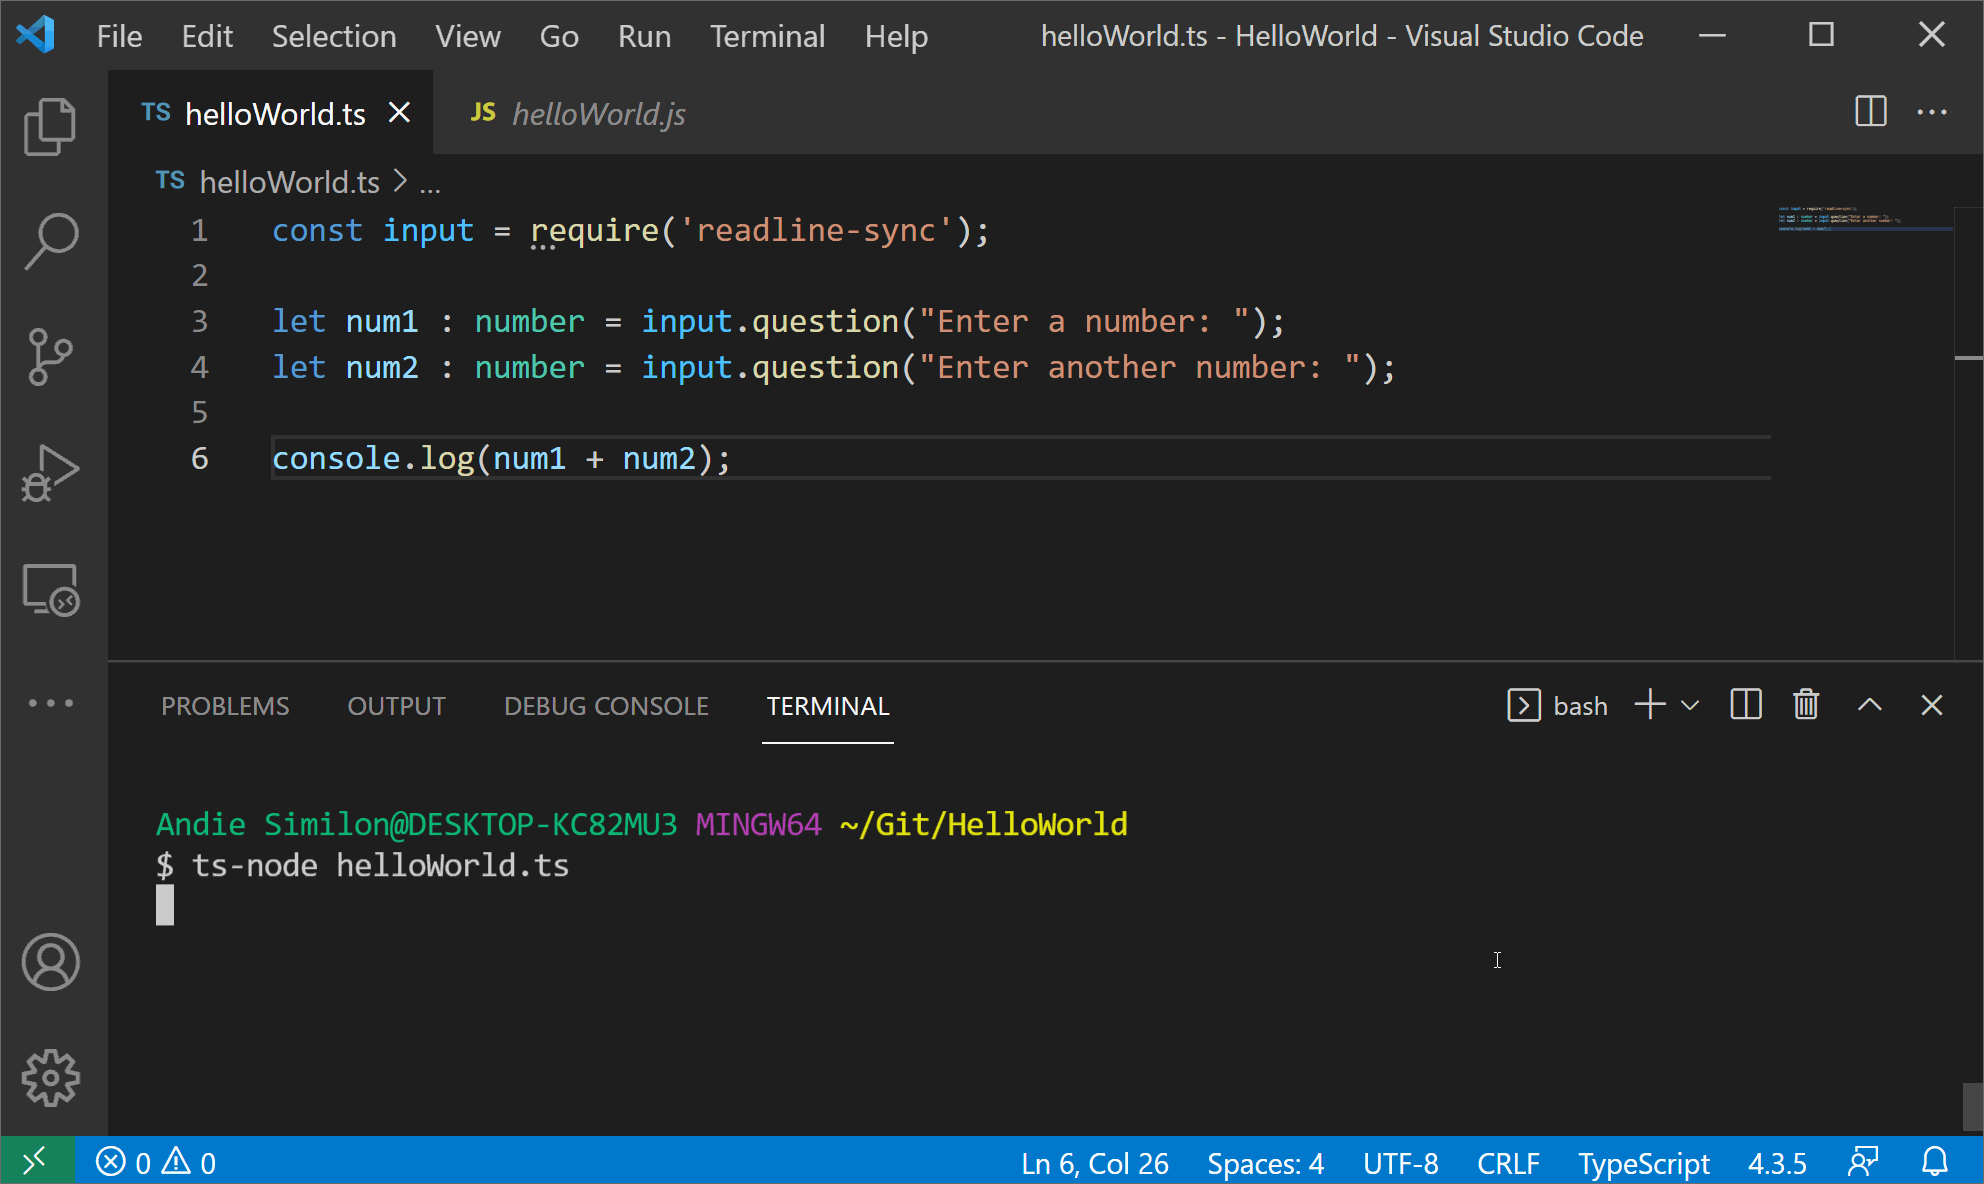 File Edit Selection View Go Run Terminal Help helloWorld.ts - HelloWorld - Visual Studio Code
TS helloWorld.ts JS helloWorld.js
TS helloWorld.ts > ...
1 const input = require('readline-sync');
2
3 let num1 : number = input.question("Enter a number: ");
4 let num2 : number = input.question("Enter another number: ");
5
6 console.log(num1 + num2);
PROBLEMS OUTPUT DEBUG CONSOLE TERMINAL bash
Andie Similon@DESKTOP-KC82MU3 MINGW64 ~/Git/HelloWorld
$ ts-node helloWorld.ts
0 0 Ln 6, Col 26 Spaces: 4 UTF-8 CRLF TypeScript 4.3.5